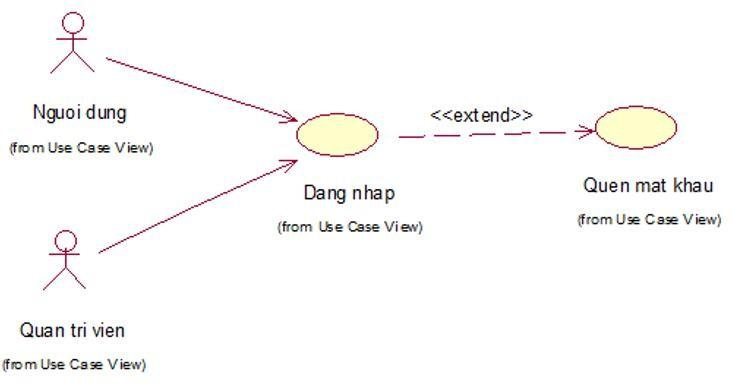 Nguoi dung
(from Use Case View)
<<extend>>
Dang nhap
(from Use Case View)
Quen mat khau
(from Use Case View)
Quan tri vien
(from Use Case View)